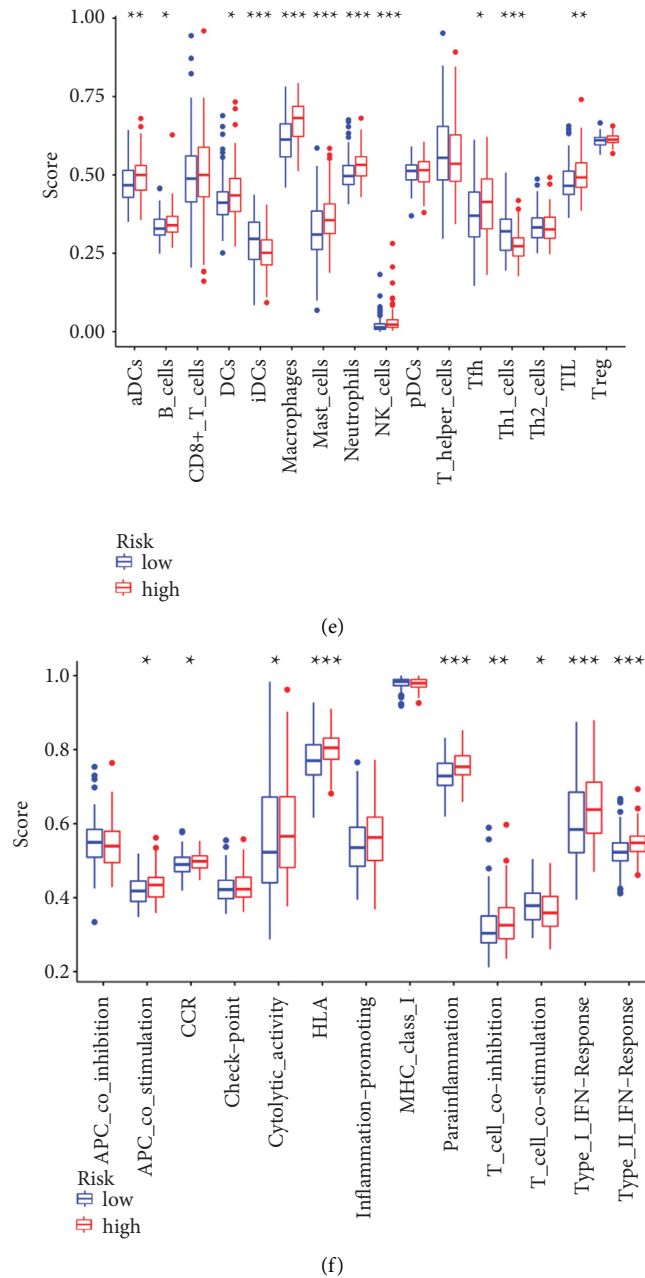 ** * * *** *** *** *** *** * *** **
1.00
0.75
0.50
0.25
0.00
Score
aDCs
B_cells
CD8+_T_cells
DCs
iDCs
Macrophages
Mast_cells
Neutrophils
NK_cells
pDCs
T_helper_cells
Tfh
Th1_cells
Th2_cells
TIL
Treg
Risk
low
high
(e)
* * * *** *** ** * *** ***
1.0
0.8
0.6
0.4
0.2
Score
APC_co_inhibition
APC_co_stimulation
CCR
Check-point
Cytolytic_activity
HLA
Inflammation-promoting
MHC_class_I
Parainflammation
T_cell_co-inhibition
T_cell_co-stimulation
Type_I_IFN-Response
Type_II_IFN-Response
Risk
low
high
(f)